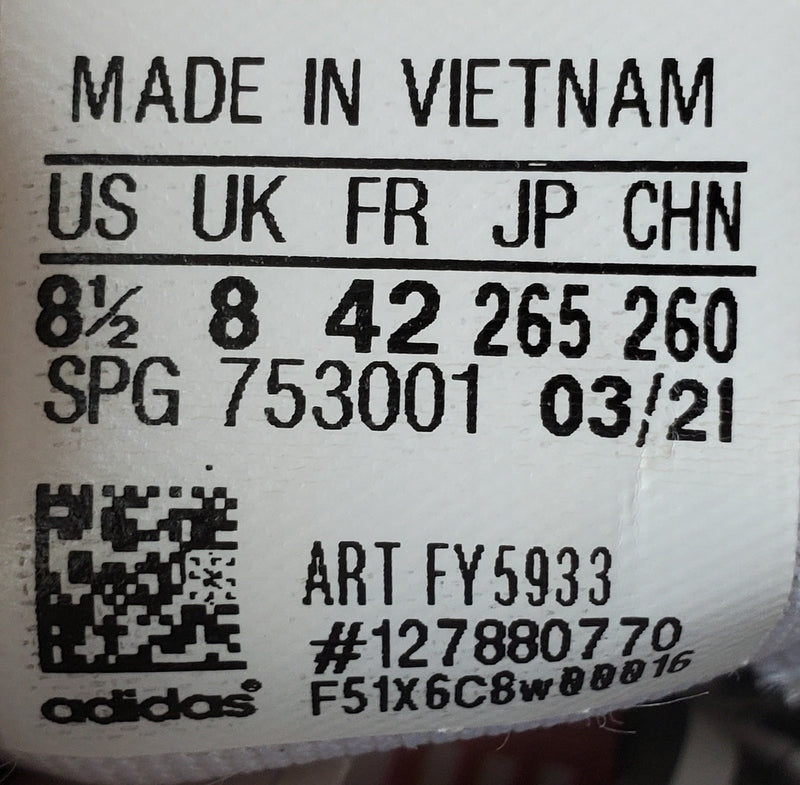 MADE IN VIETNAM
US UK FR JP CHN
8½ 8 42 265 260
SPG 753001 03/21
ART FY5933
#127880770
F51X6C8w00016
adidas®